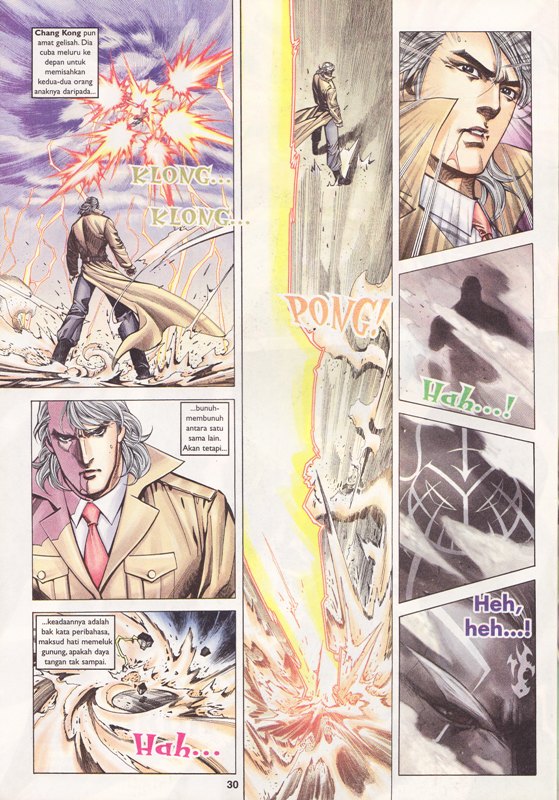 Chang Kong pun
amat gelisah. Dia
cuba meluru ke
depan untuk
memisahkan
kedua-dua orang
anaknya daripada...
KLONG...
KLONG...
...bunuh-
membunuh
antara satu
sama lain.
Akan tetapi...
...keadaannya adalah
bak kata peribahasa,
maksud hati memeluk
gunung, apakah daya
tangan tak sampai.
Hah...
PONG!
Hah...!
Heh,
heh...!
30